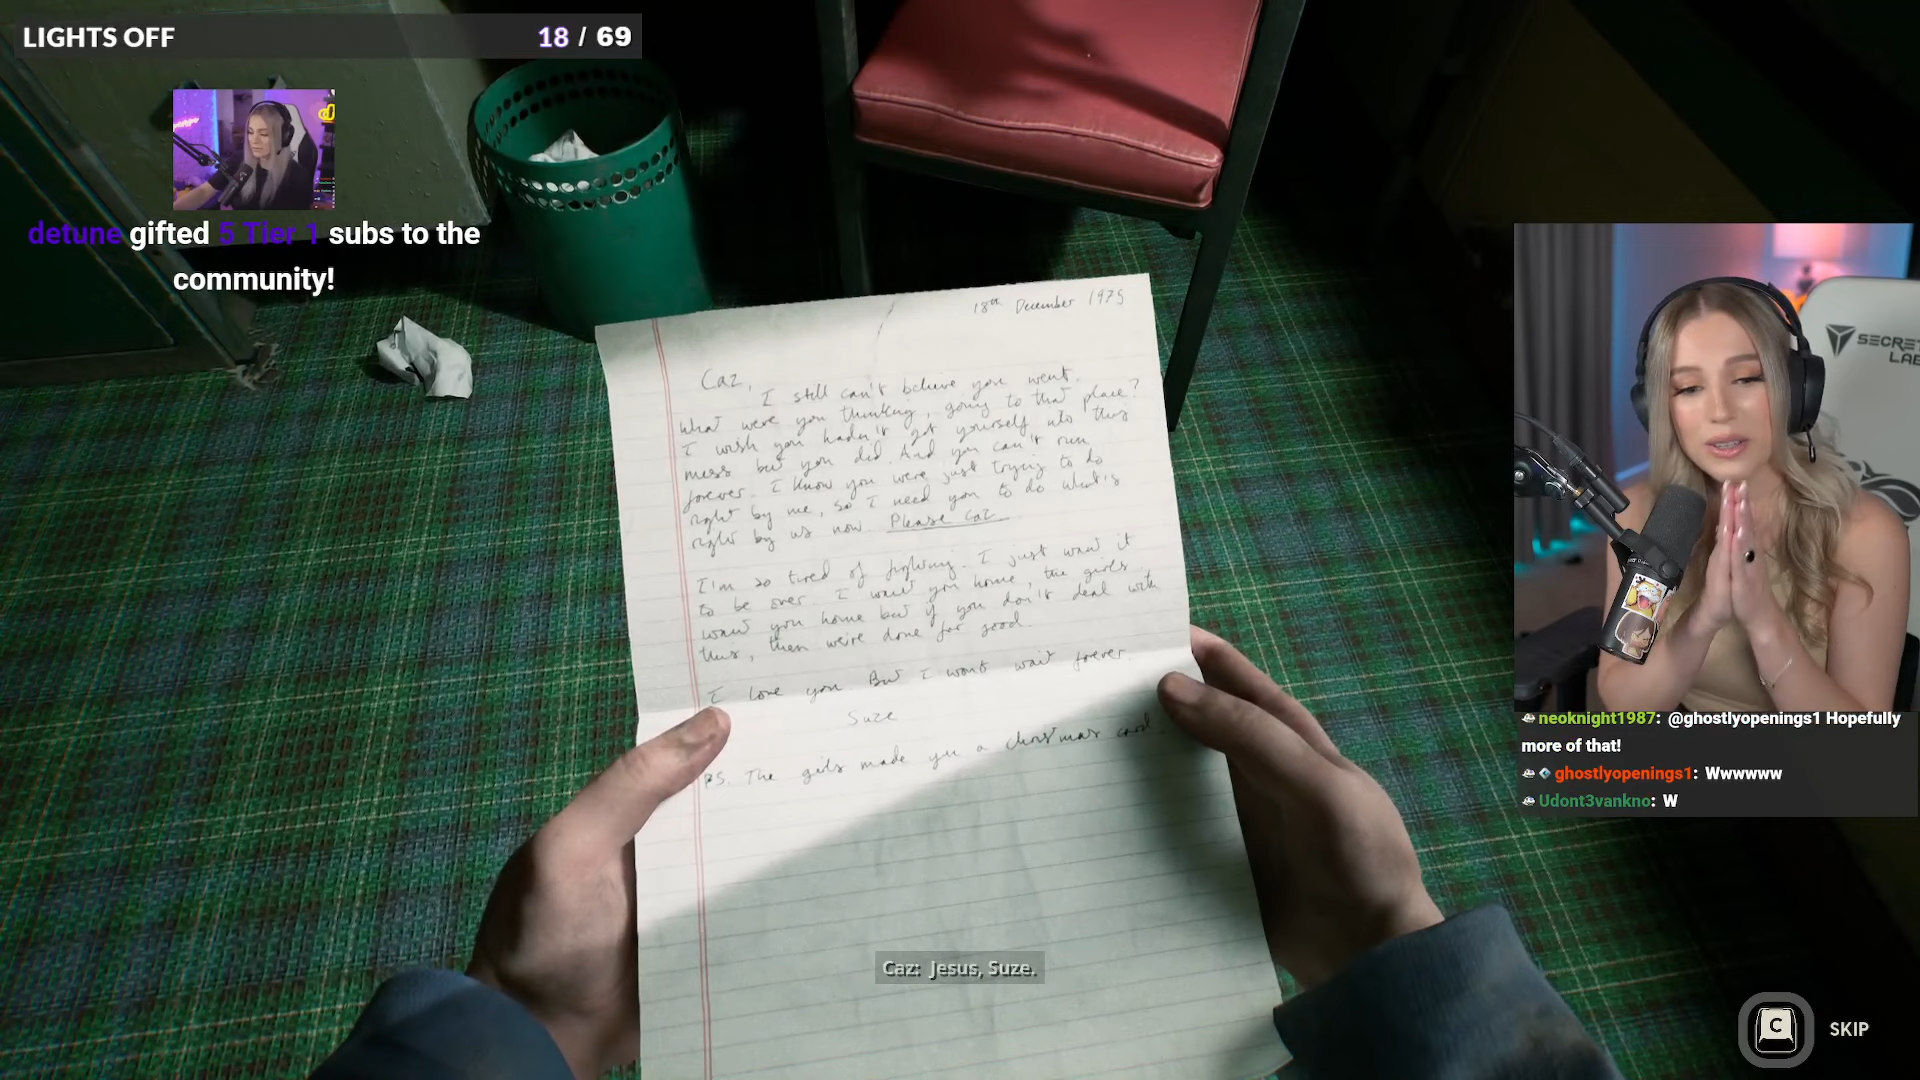 LIGHTS OFF
18 / 69
detune gifted 5 Tier 1 subs to the
community!
18th December 1975
Caz,
I still can't believe you went.
What were you thinking, going to that place?
I wish you hadn't got yourself into this
mess but you did. And you can't run
forever. I know you were just trying to do
right by me, so I need you to do what's
right by us now. Please Caz
I'm so tired of fighting. I just want it
to be over. I want you home, the girls
want you home but if you don't deal with
this, then we're done for good.
I love you But I won't wait forever.
Suze
PS. The girls made you a Christmas card.
Caz: Jesus, Suze.
SECRET
LAB
neoknight1987: @ghostlyopenings1 Hopefully
more of that!
ghostlyopenings1: Wwwwww
Udont3vankno: W
C
SKIP